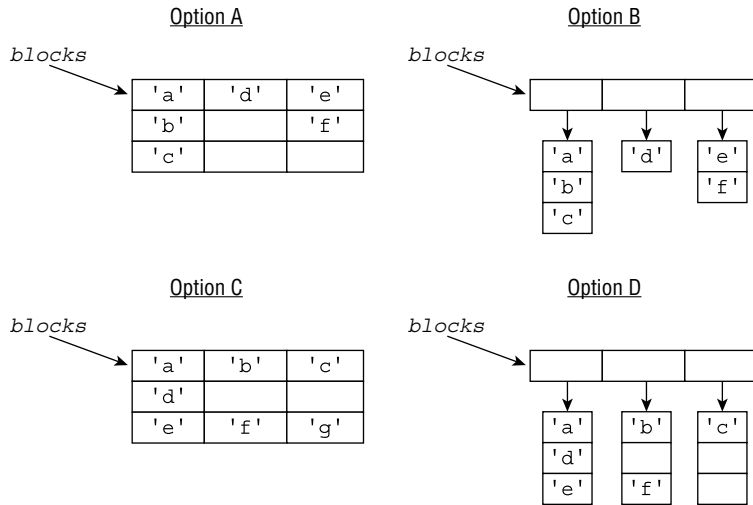 Option A
blocks
'a' 'd' 'e'
'b' 'f'
'c'
Option B
blocks
'a' 'd' 'e'
'b' 'f'
'c'
Option C
blocks
'a' 'b' 'c'
'd'
'e' 'f' 'g'
Option D
blocks
'a' 'b' 'c'
'd'
'e' 'f'